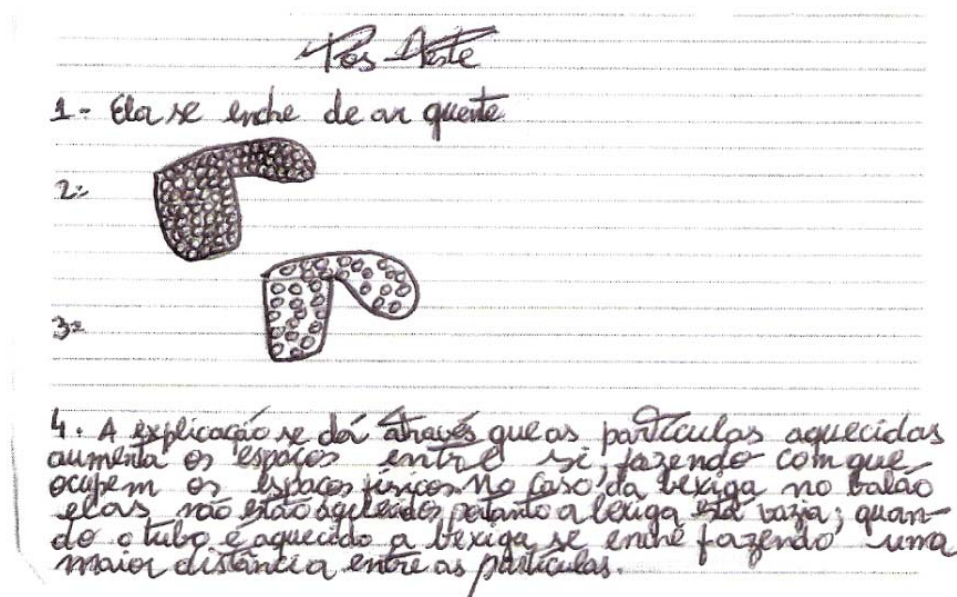 Pós-Teste
1- Ela se enche de ar quente
2-
3-
4. A explicação se dá através que as partículas aquecidas
aumenta os espaços entre si, fazendo com que
ocupem os espaços físicos. No caso, da bexiga no balão
elas não estão aquecidas, portanto a bexiga está vazia; quan-
do o tubo é aquecido a bexiga se enche fazendo uma
maior distância entre as partículas.